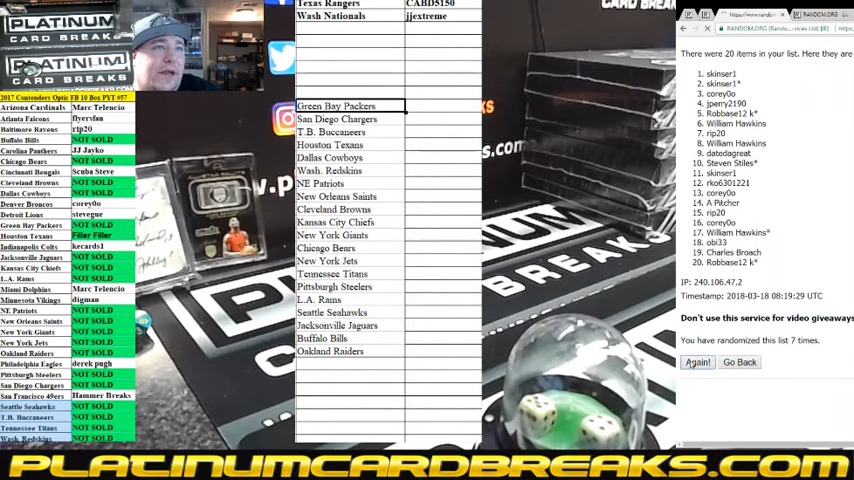 PLATINUM
CARD BREAKS
PLATINUM
CARD BREAKS
2017 Contenders Optic FB 10 Box PYT #57
Arizona Cardinals Marc Telencio
Atlanta Falcons flyersfan
Baltimore Ravens rip20
Buffalo Bills NOT SOLD
Carolina Panthers JJ Jayko
Chicago Bears NOT SOLD
Cincinnati Bengals Scuba Steve
Cleveland Browns NOT SOLD
Dallas Cowboys NOT SOLD
Denver Broncos corey0o
Detroit Lions stevegue
Green Bay Packers NOT SOLD
Houston Texans Filler Filler
Indianapolis Colts kecards1
Jacksonville Jaguars NOT SOLD
Kansas City Chiefs NOT SOLD
L.A. Rams NOT SOLD
Miami Dolphins Marc Telencio
Minnesota Vikings digman
NE Patriots NOT SOLD
New Orleans Saints NOT SOLD
New York Giants NOT SOLD
New York Jets NOT SOLD
Oakland Raiders NOT SOLD
Philadelphia Eagles derek pugh
Pittsburgh Steelers NOT SOLD
San Diego Chargers NOT SOLD
San Francisco 49ers Hammer Breaks
Seattle Seahawks NOT SOLD
T.B. Buccaneers NOT SOLD
Tennessee Titans NOT SOLD
Wash. Redskins NOT SOLD
Texas Rangers CABD5150
Wash Nationals jjextreme
Green Bay Packers
San Diego Chargers
T.B. Buccaneers
Houston Texans
Dallas Cowboys
Wash. Redskins
NE Patriots
New Orleans Saints
Cleveland Browns
Kansas City Chiefs
New York Giants
Chicago Bears
New York Jets
Tennessee Titans
Pittsburgh Steelers
L.A. Rams
Seattle Seahawks
Jacksonville Jaguars
Buffalo Bills
Oakland Raiders
BREAKS
There were 20 items in your list. Here they are
1. skinser1
2. skinser1*
3. corey0o
4. jperry2190
5. Robbase12 k*
6. William Hawkins
7. rip20
8. William Hawkins
9. datedagreat
10. Steven Stiles*
11. skinser1
12. rko6301221
13. corey0o
14. A Pitcher
15. rip20
16. corey0o
17. William Hawkins*
18. obi33
19. Charles Broach
20. Robbase12 k*
IP: 240.106.47.2
Timestamp: 2018-03-18 08:19:29 UTC
Don't use this service for video giveaways
You have randomized this list 7 times.
Again! Go Back
PLATINUMCARDBREAKS.COM